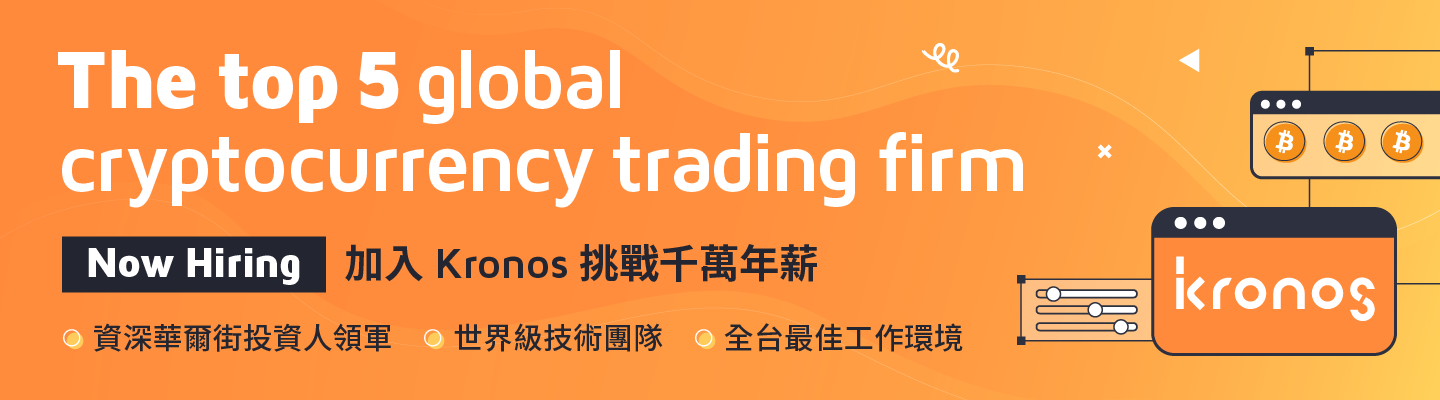 The top 5 global
cryptocurrency trading firm
Now Hiring 加入 Kronos 挑戰千萬年薪
資深華爾街投資人領軍 世界級技術團隊 全台最佳工作環境
kronos